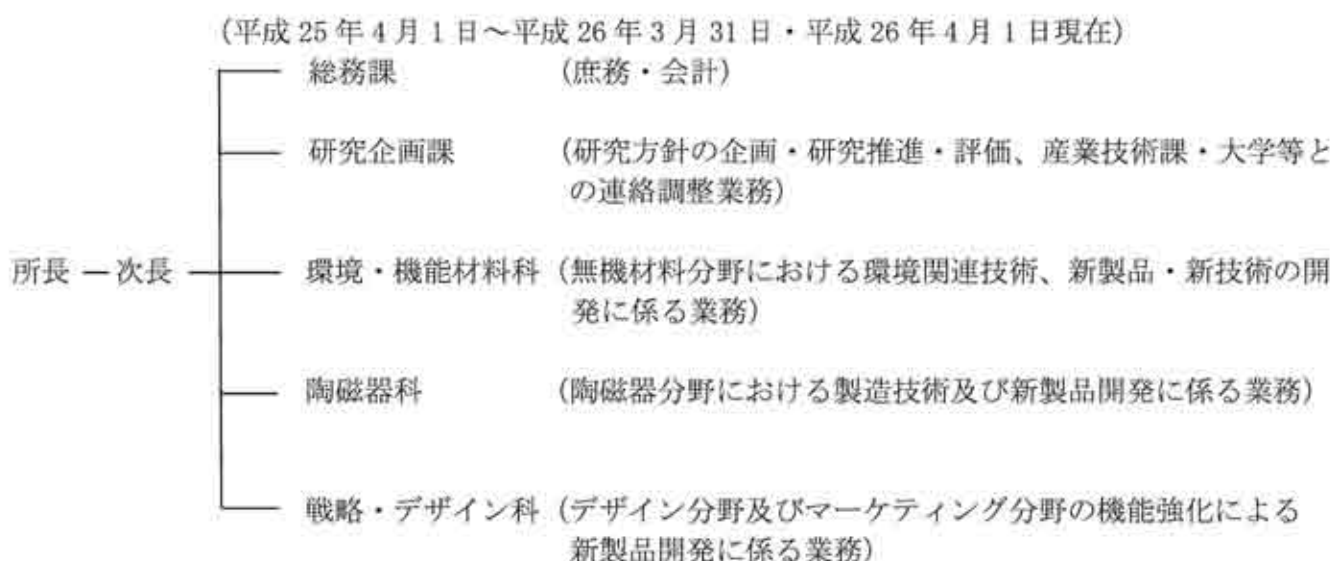 (平成25年4月1日～平成26年3月31日・平成26年4月1日現在)
総務課 (庶務・会計)
研究企画課 (研究方針の企画・研究推進・評価、産業技術課・大学等と
の連絡調整業務)
所長 ー 次長 環境・機能材料科 (無機材料分野における環境関連技術、新製品・新技術の開
発に係る業務)
陶磁器科 (陶磁器分野における製造技術及び新製品開発に係る業務)
戦略・デザイン科 (デザイン分野及びマーケティング分野の機能強化による
新製品開発に係る業務)